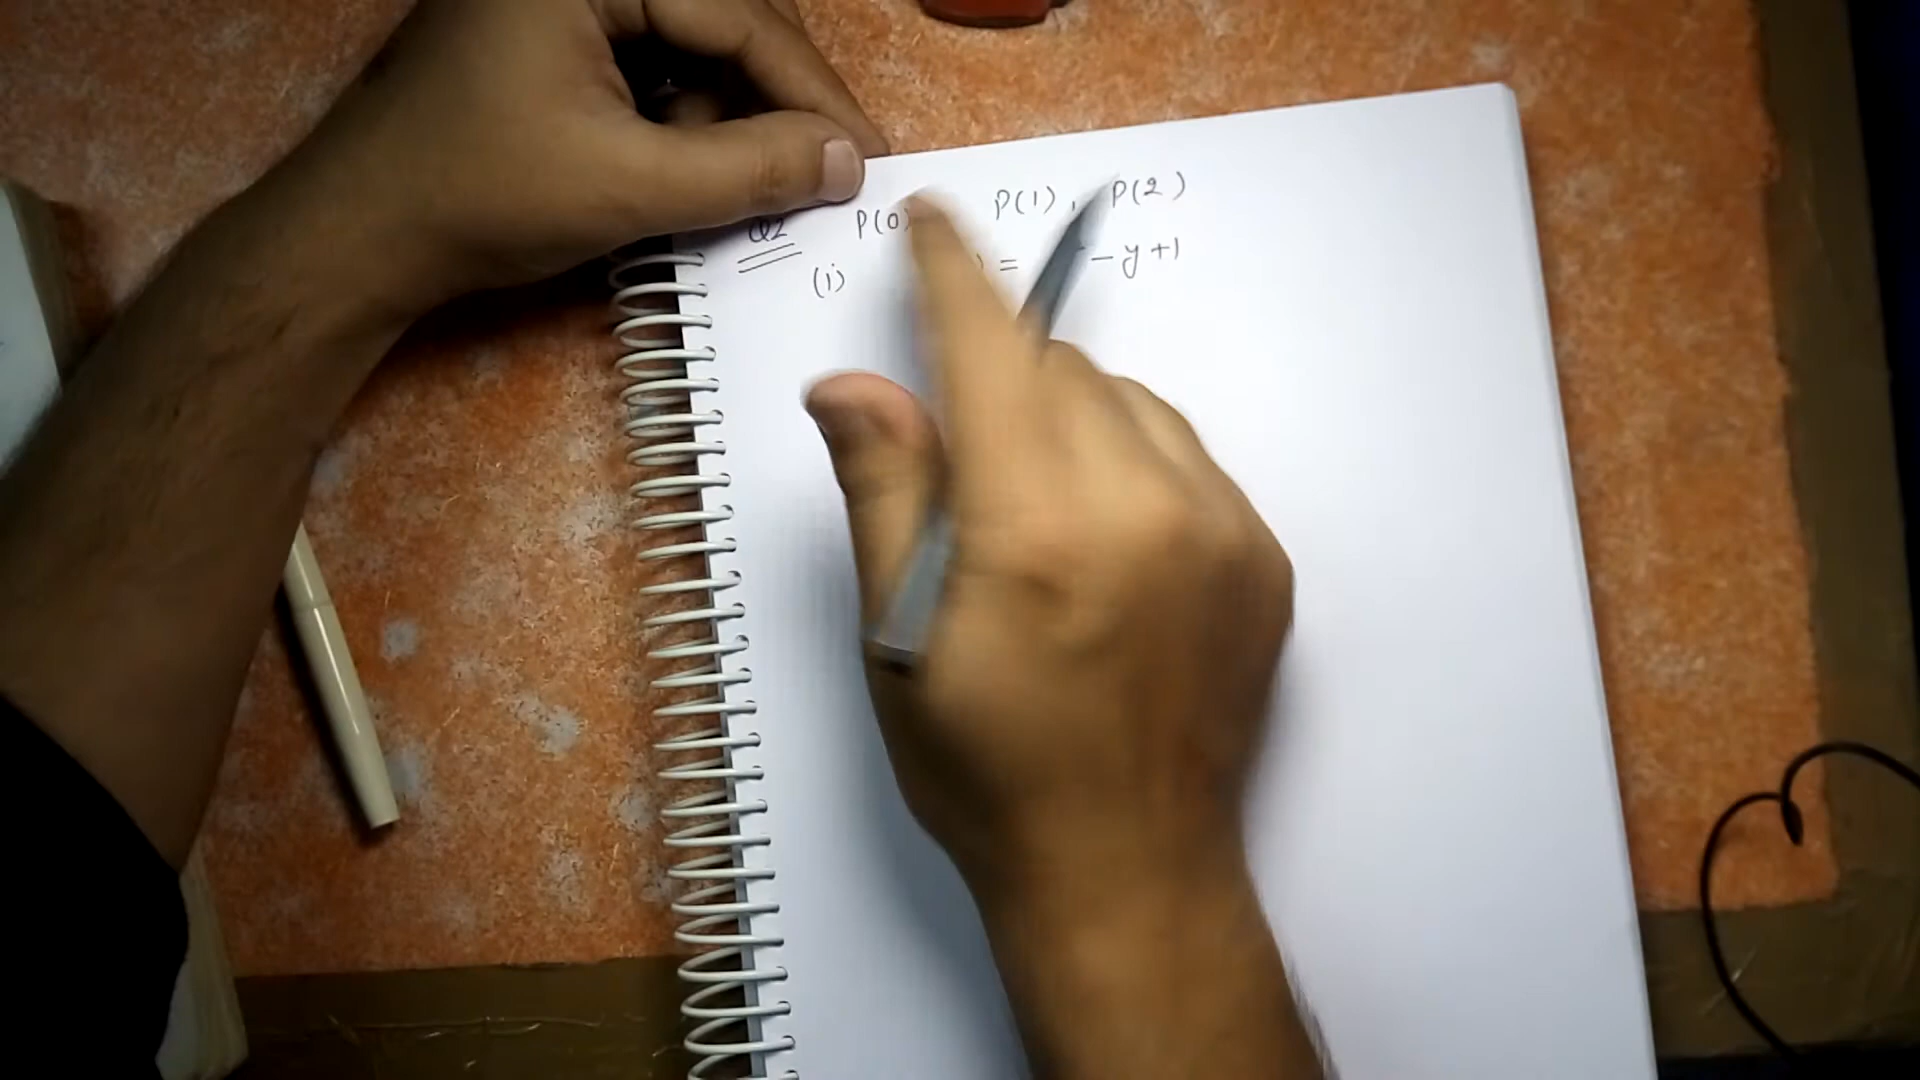 Q2 P(0) P(1), P(2)
(i) ) = - y + 1